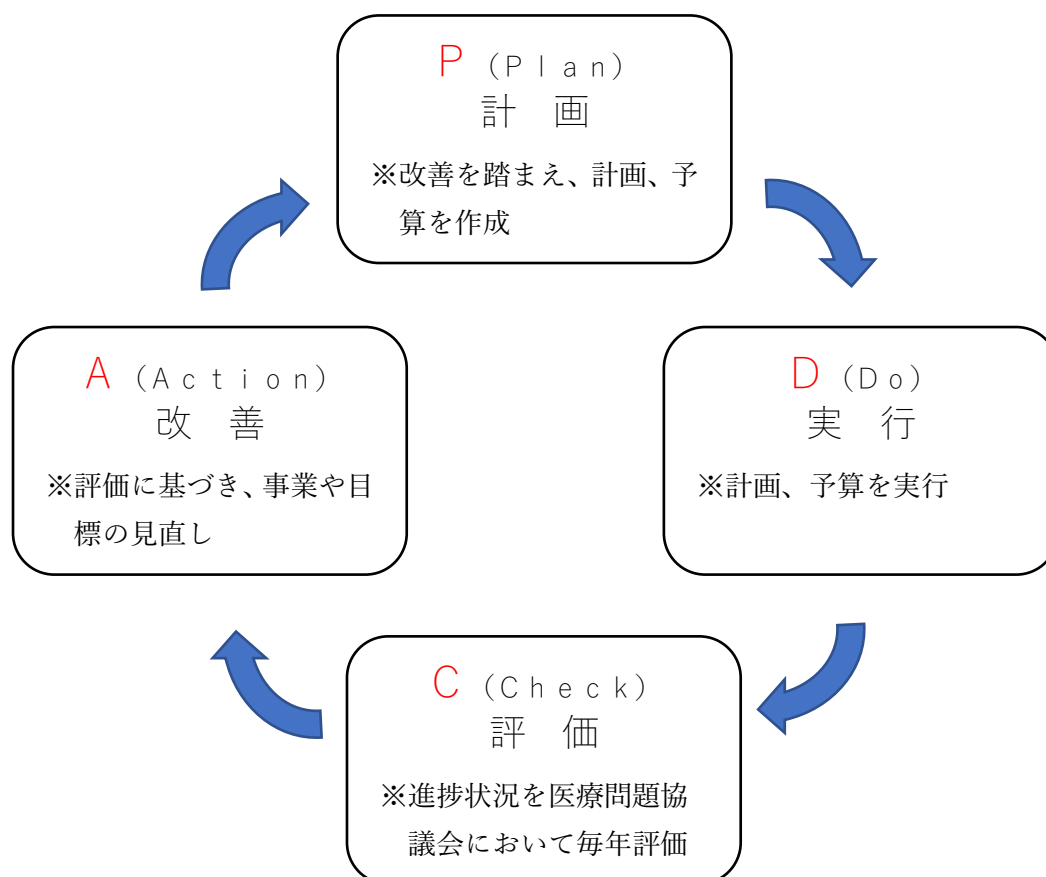 P（Plan）
計　画
※改善を踏まえ、計画、予
算を作成
A（Action）
改　善
※評価に基づき、事業や目
標の見直し
D（Do）
実　行
※計画、予算を実行
C（Check）
評　価
※進捗状況を医療問題協
議会において毎年評価